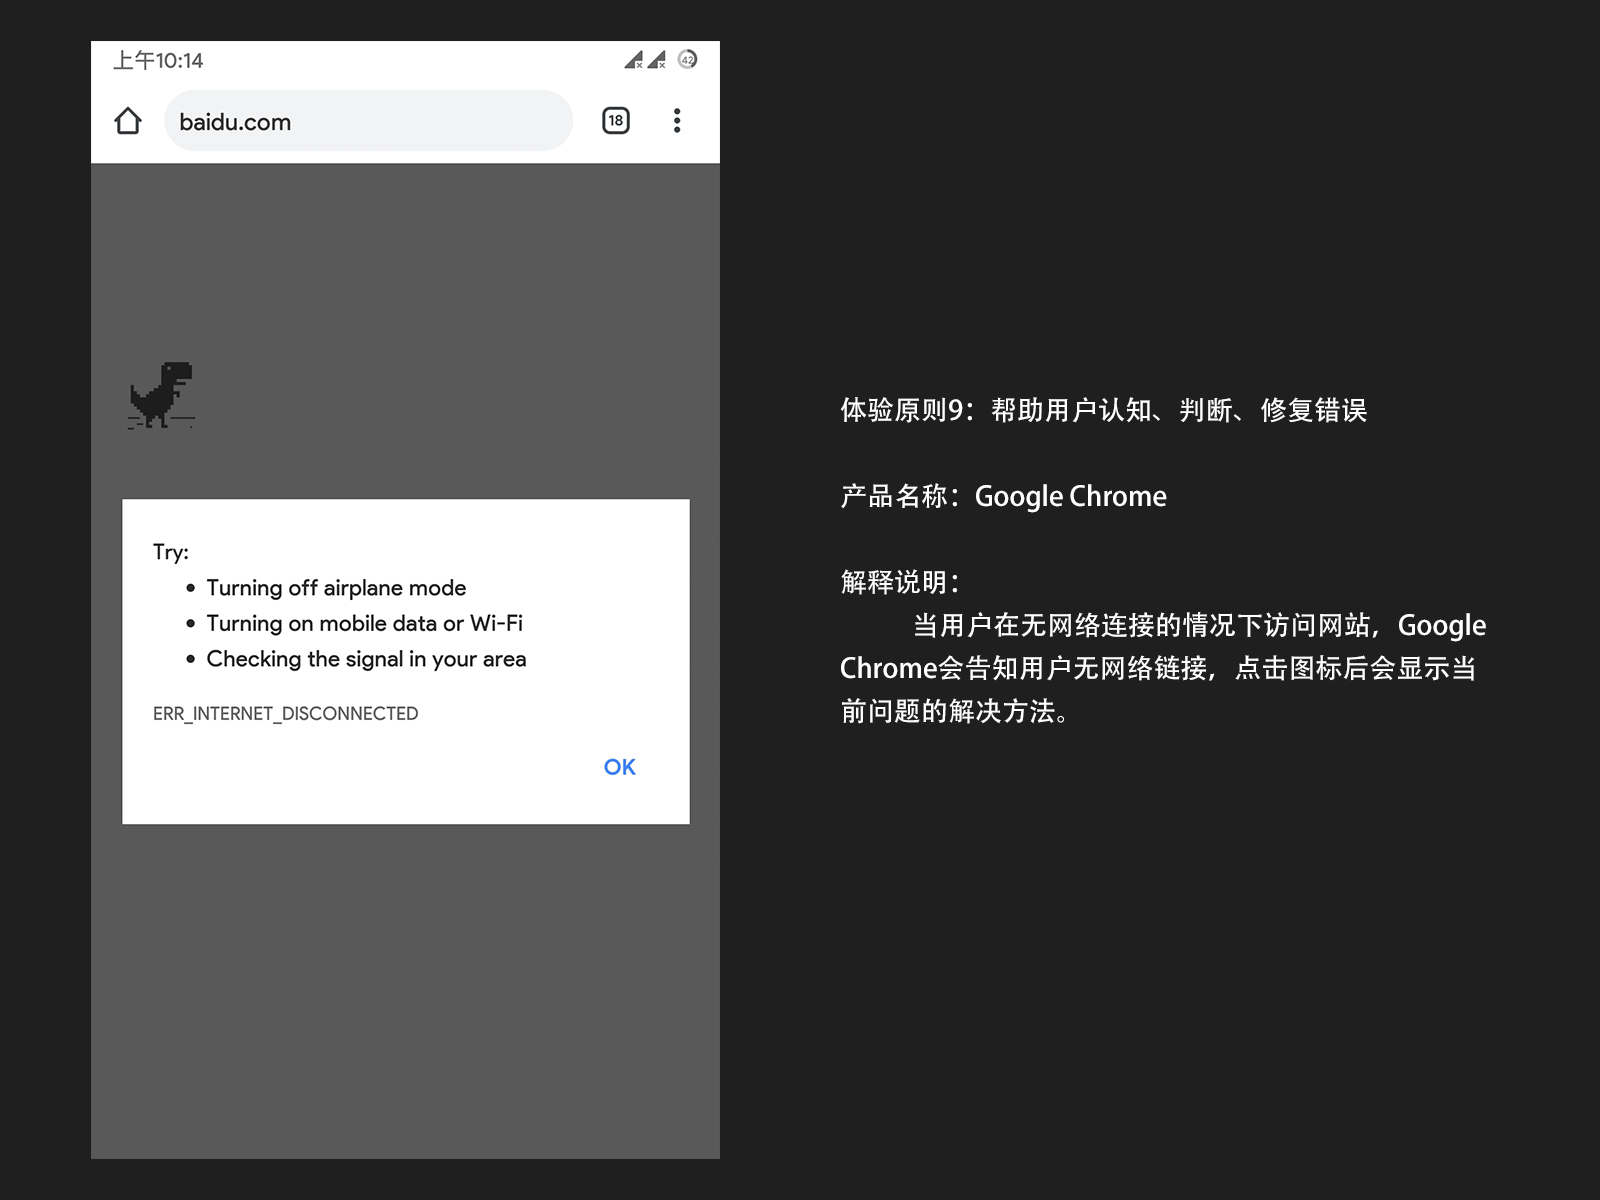 上午10:14
42
baidu.com
18
Try:
• Turning off airplane mode
• Turning on mobile data or Wi-Fi
• Checking the signal in your area
ERR_INTERNET_DISCONNECTED
OK
体验原则9：帮助用户认知、判断、修复错误
产品名称：Google Chrome
解释说明：
当用户在无网络连接的情况下访问网站，Google
Chrome会告知用户无网络链接，点击图标后会显示当
前问题的解决方法。